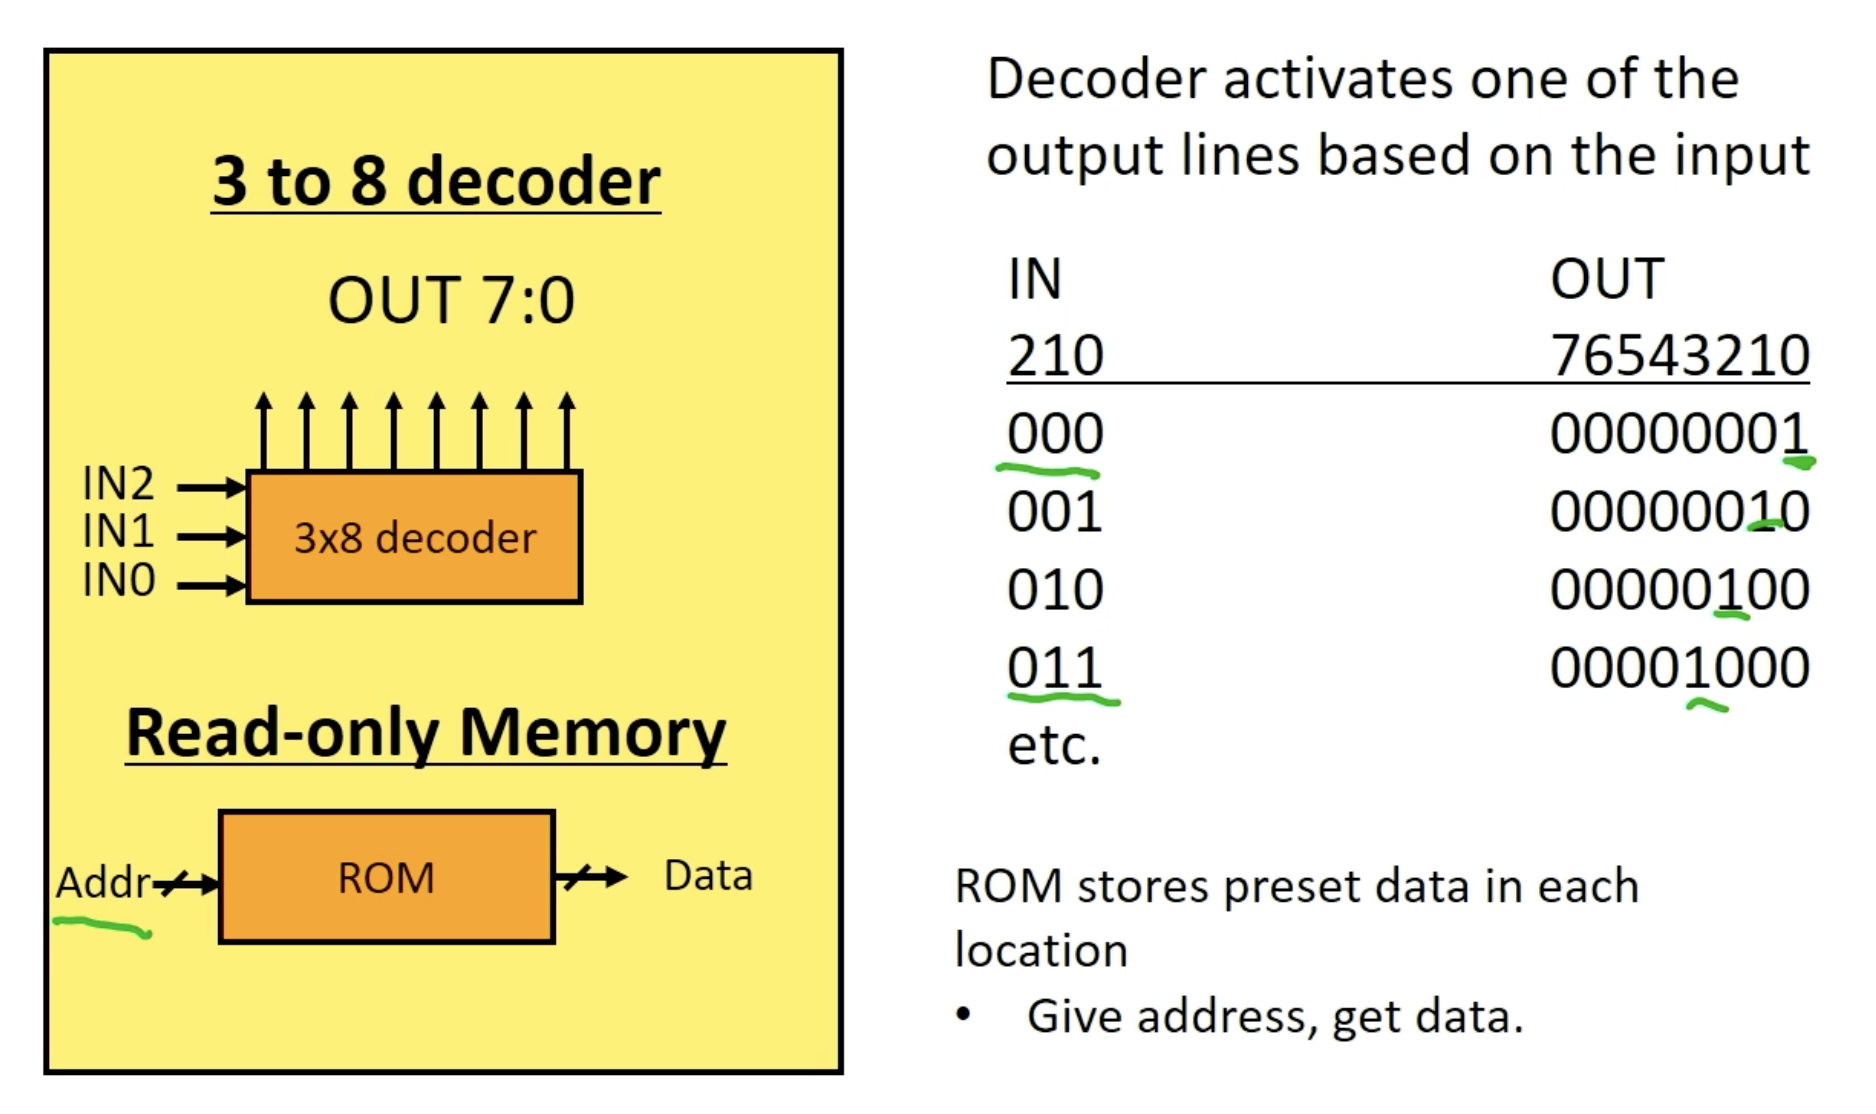 3 to 8 decoder
OUT 7:0
IN2
IN1
IN0
3x8 decoder
Read-only Memory
Addr
ROM
Data
Decoder activates one of the
output lines based on the input
IN OUT
210 76543210
000 00000001
001 00000010
010 00000100
011 00001000
etc.
ROM stores preset data in each
location
• Give address, get data.